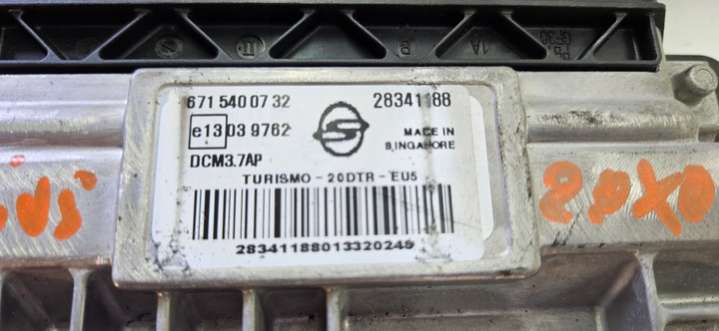 671 540 07 32 28341188
e13 03 9762 MADE IN
DCM3.7AP SINGAPORE
TURISMO - 20DTR - EU5
28341188013320249